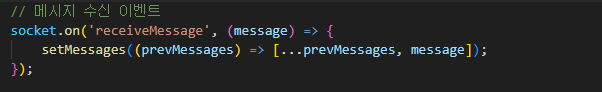 // 메시지 수신 이벤트
socket.on('receiveMessage', (message) => {
    setMessages((prevMessages) => [...prevMessages, message]);
});